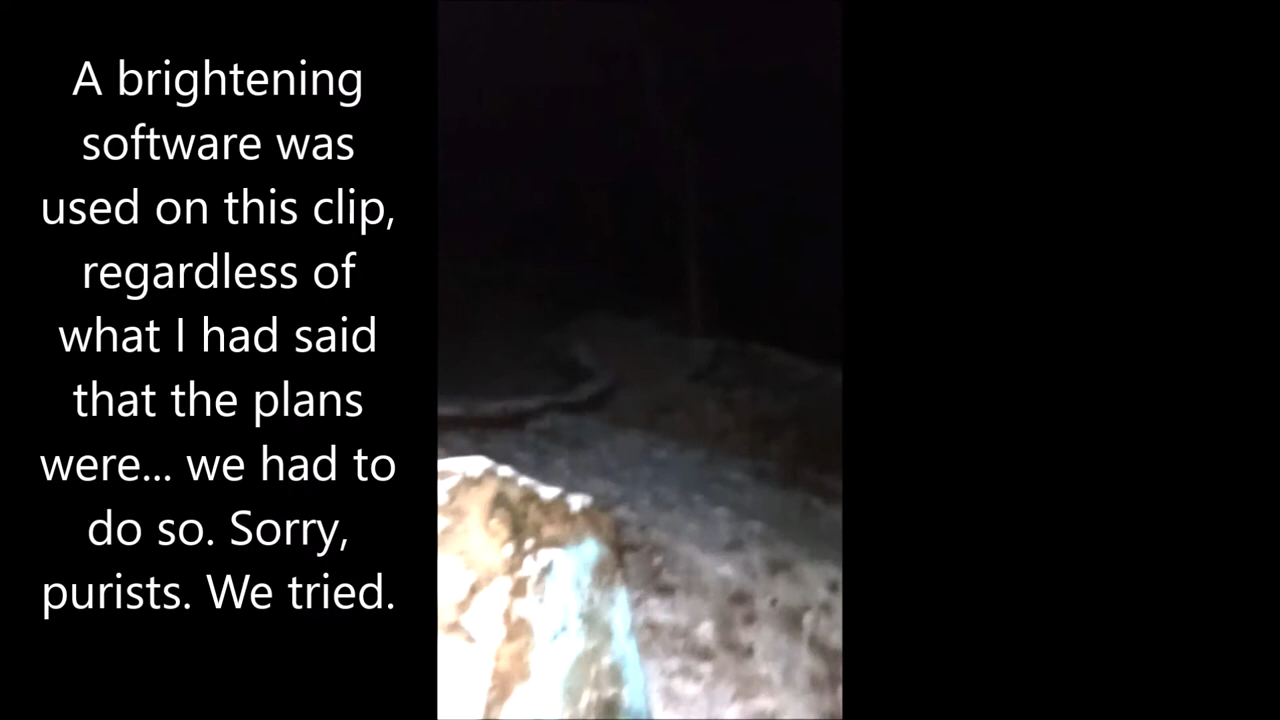 A brightening
software was
used on this clip,
regardless of
what I had said
that the plans
were... we had to
do so. Sorry,
purists. We tried.